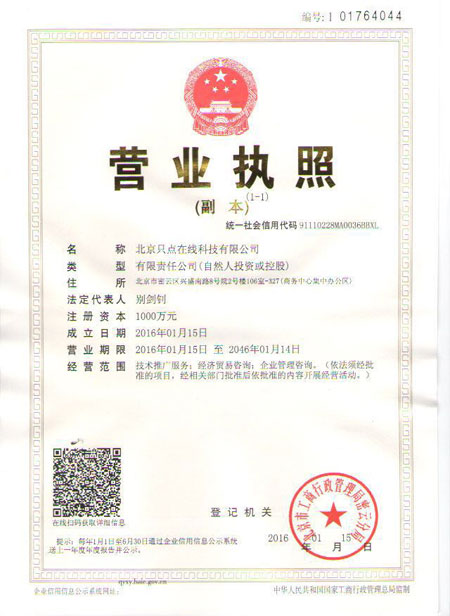 编号:1 01764044
营业执照
(副 本)(1-1)
统一社会信用代码 91110228MA0036BBXL
名 称 北京只点在线科技有限公司
类 型 有限责任公司(自然人投资或控股)
住 所 北京市密云区兴盛南路8号院2号楼106室-327(商务中心集中办公区)
法定代表人 别剑钊
注册资本 1000万元
成立日期 2016年01月15日
营业期限 2016年01月15日 至 2046年01月14日
经营范围 技术推广服务；经济贸易咨询；企业管理咨询。（依法须经批
准的项目，经相关部门批准后依批准的内容开展经营活动。）
在线扫码获取详细信息
登记机关
北京市工商行政管理局密云分局
2016 年 01 月 15 日
提示：每年1月1日至6月30日通过企业信用信息公示系统
送上一年度年度报告并公示。
qyxy.baic.gov.cn
企业信用信息公示系统网址：
中华人民共和国国家工商行政管理总局监制